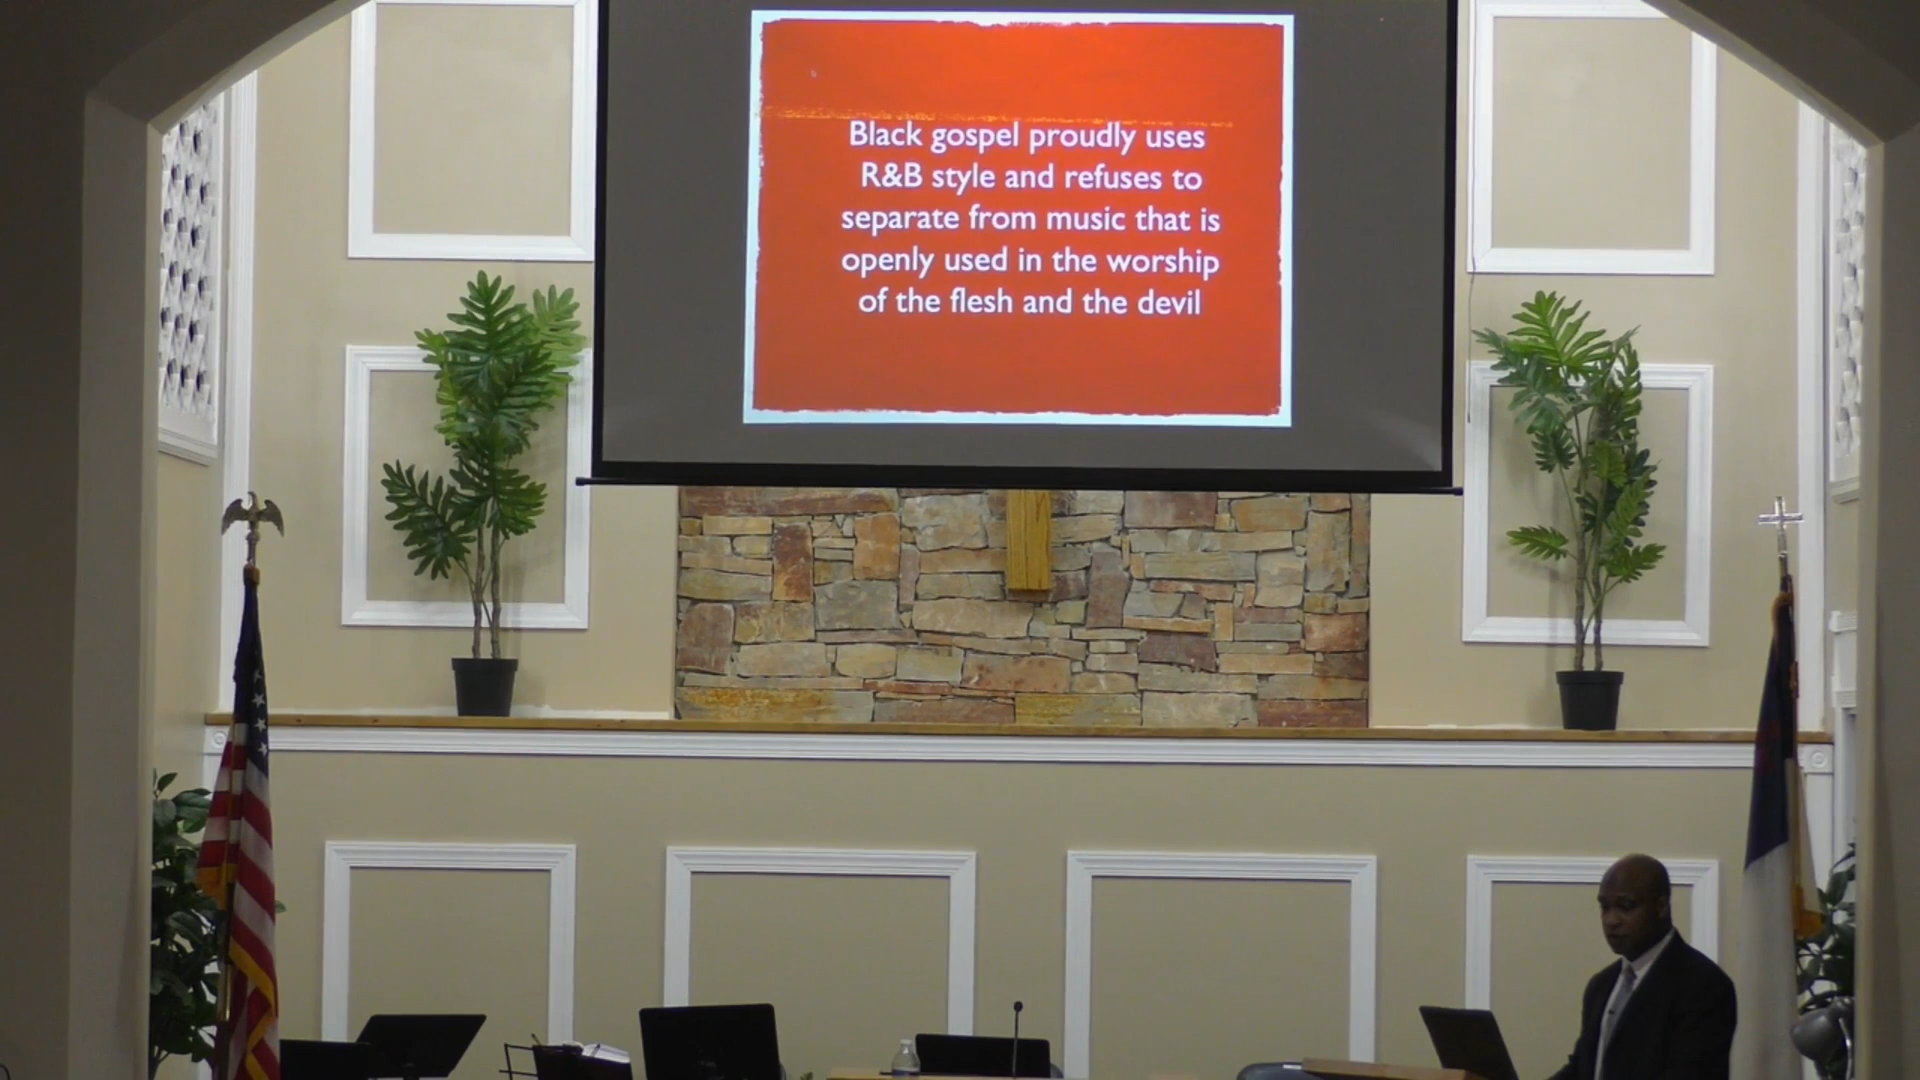 Black gospel proudly uses
R&B style and refuses to
separate from music that is
openly used in the worship
of the flesh and the devil